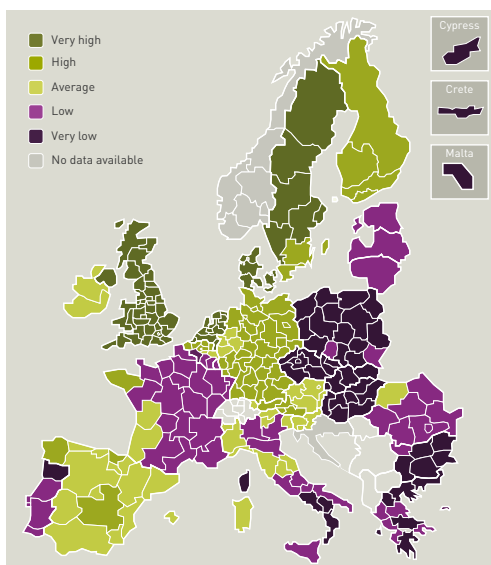 Very high
High
Average
Low
Very low
No data available
Cypress
Crete
Malta